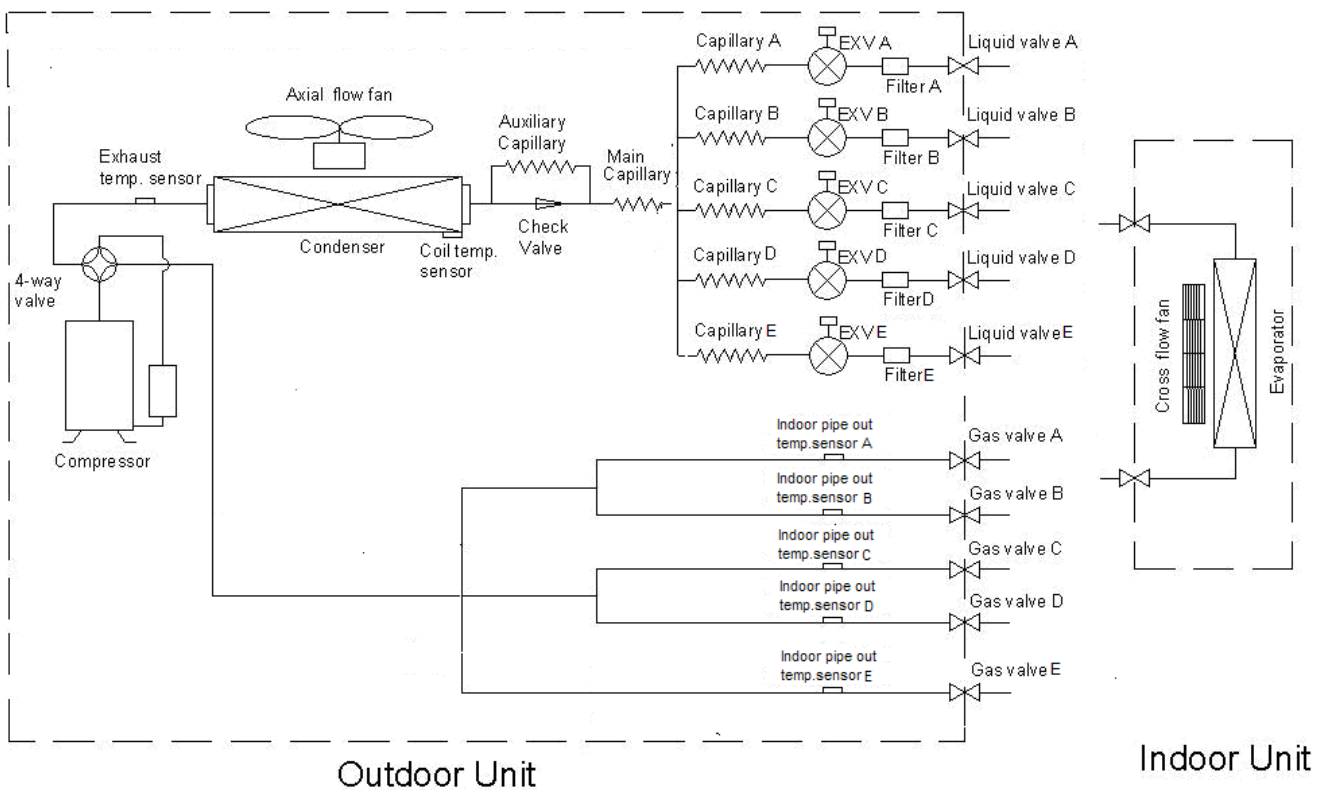 Capillary A
EXV A
Liquid valve A
Filter A
Axial flow fan
Capillary B
EXV B
Liquid valve B
Auxiliary
Capillary
Filter B
Exhaust
temp. sensor
Main
Capillary
Capillary C
EXV C
Liquid valve C
Filter C
Condenser
Coil temp.
sensor
Check
Valve
Capillary D
EXV D
Liquid valve D
FilterD
4-way
valve
Capillary E
EXV E
Liquid valve E
FilterE
Cross flow fan
Evaporator
Compressor
Indoor pipe out
temp.sensor A
Gas valve A
Indoor pipe out
temp.sensor B
Gas valve B
Indoor pipe out
temp.sensor C
Gas valve C
Indoor pipe out
temp.sensor D
Gas valve D
Indoor pipe out
temp.sensor E
Gas valve E
Outdoor Unit
Indoor Unit